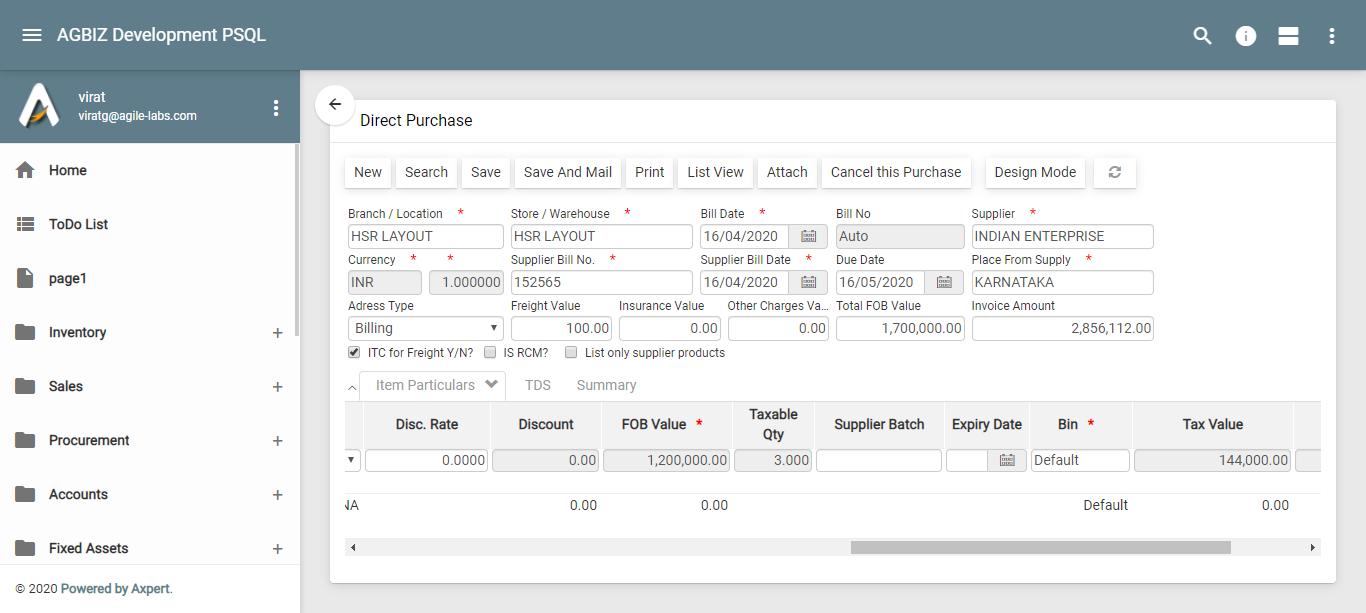 AGBIZ Development PSQL
virat
viratg@agile-labs.com
Home
ToDo List
page1
Inventory +
Sales +
Procurement +
Accounts +
Fixed Assets +
© 2020 Powered by Axpert.
Direct Purchase
New Search Save Save And Mail Print List View Attach Cancel this Purchase Design Mode
Branch / Location * Store / Warehouse * Bill Date * Bill No Supplier *
HSR LAYOUT HSR LAYOUT 16/04/2020 Auto INDIAN ENTERPRISE
Currency * * Supplier Bill No. * Supplier Bill Date * Due Date Place From Supply *
INR 1.000000 152565 16/04/2020 16/05/2020 KARNATAKA
Adress Type Freight Value Insurance Value Other Charges Va... Total FOB Value Invoice Amount
Billing 100.00 0.00 0.00 1,700,000.00 2,856,112.00
ITC for Freight Y/N? IS RCM? List only supplier products
Item Particulars TDS Summary
Disc. Rate Discount FOB Value * Taxable Qty Supplier Batch Expiry Date Bin * Tax Value
0.0000 0.00 1,200,000.00 3.000 Default 144,000.00
NA 0.00 0.00 Default 0.00